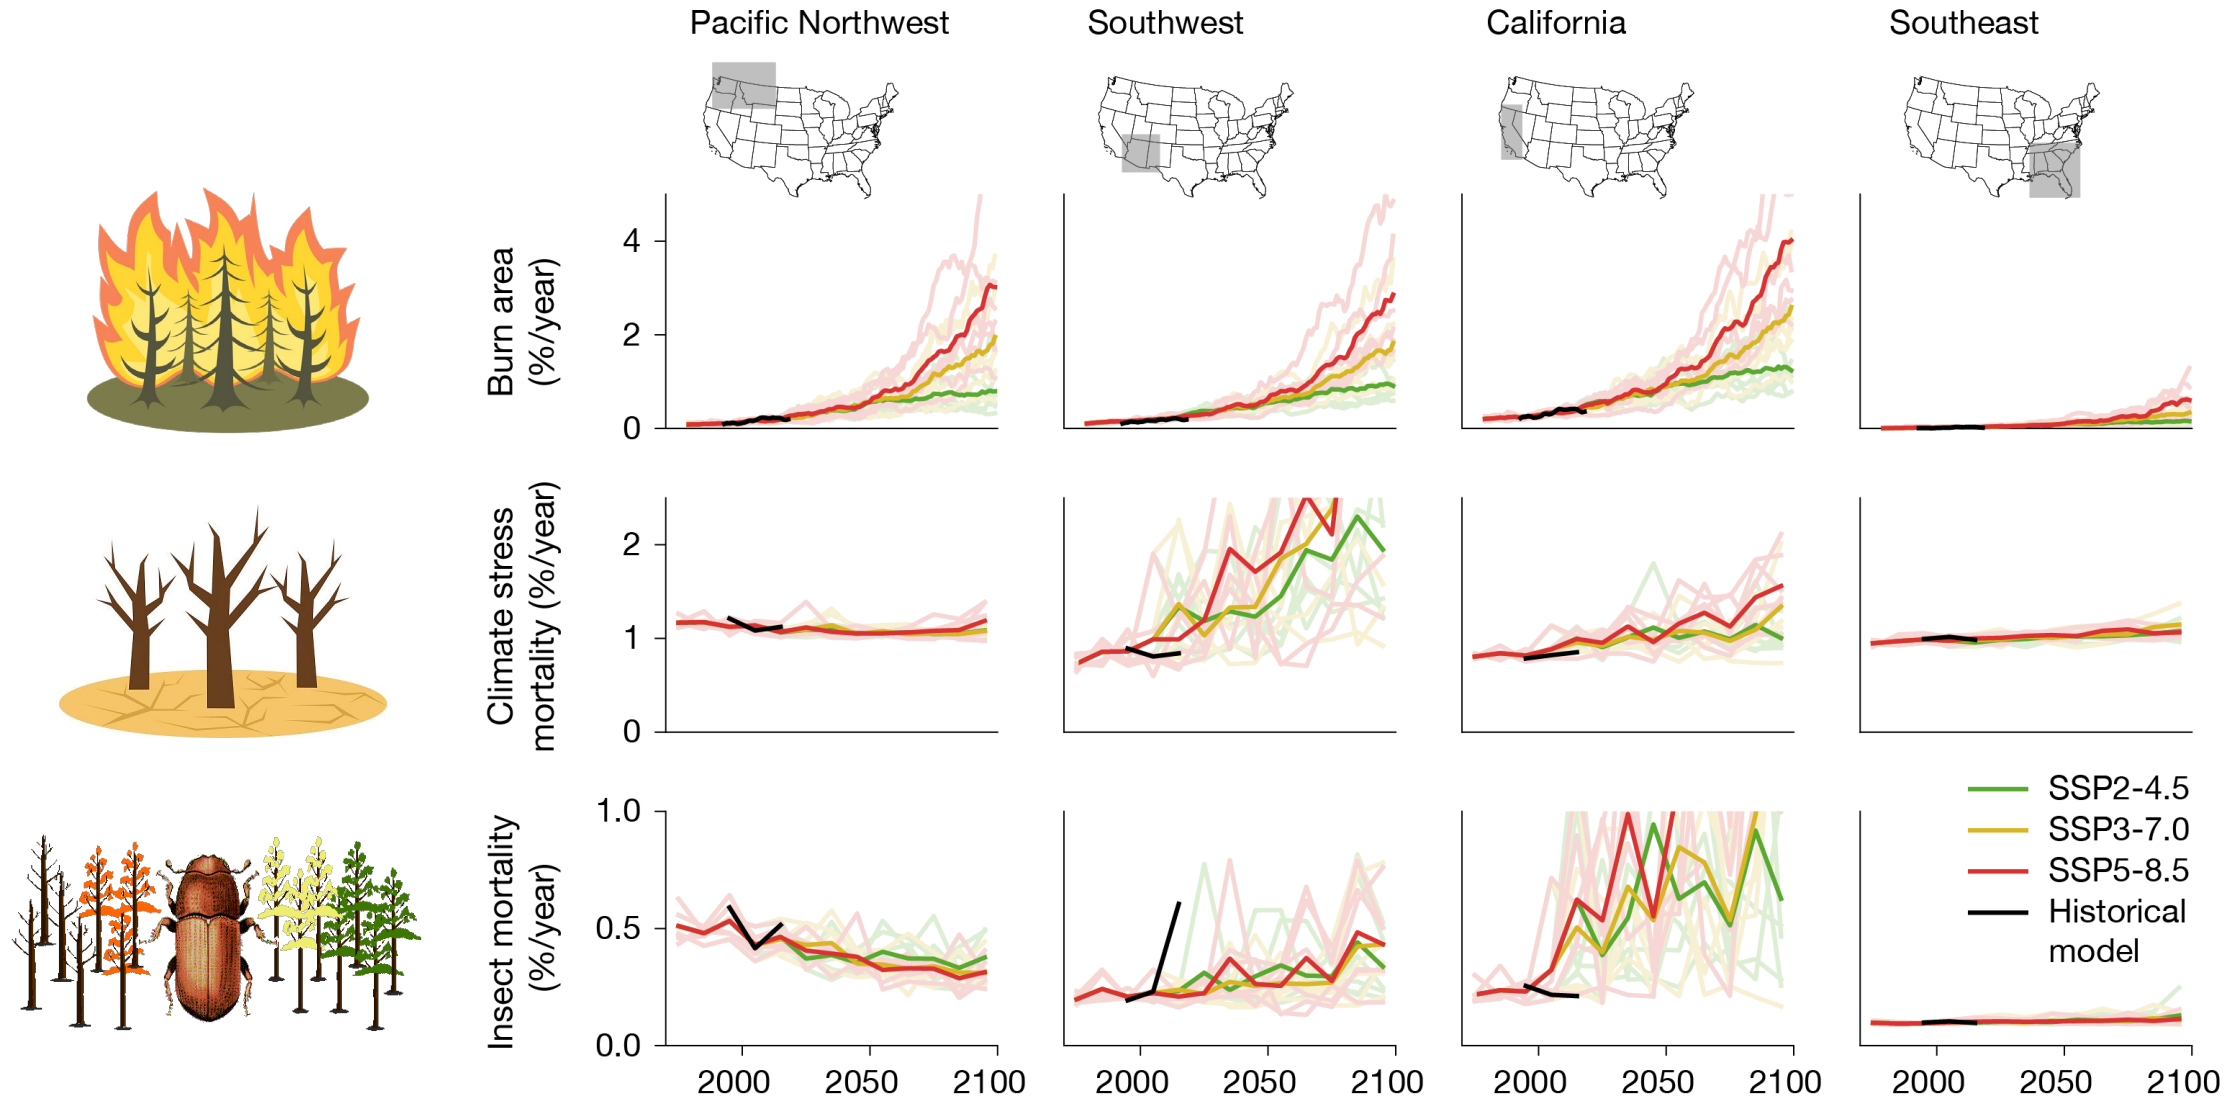 Pacific Northwest
Southwest
California
Southeast
Burn area
(%/year)
4
2
0
Climate stress
mortality (%/year)
2
1
0
Insect mortality
(%/year)
1.0
0.5
0.0
SSP2-4.5
SSP3-7.0
SSP5-8.5
Historical
model
2000 2050 2100
2000 2050 2100
2000 2050 2100
2000 2050 2100